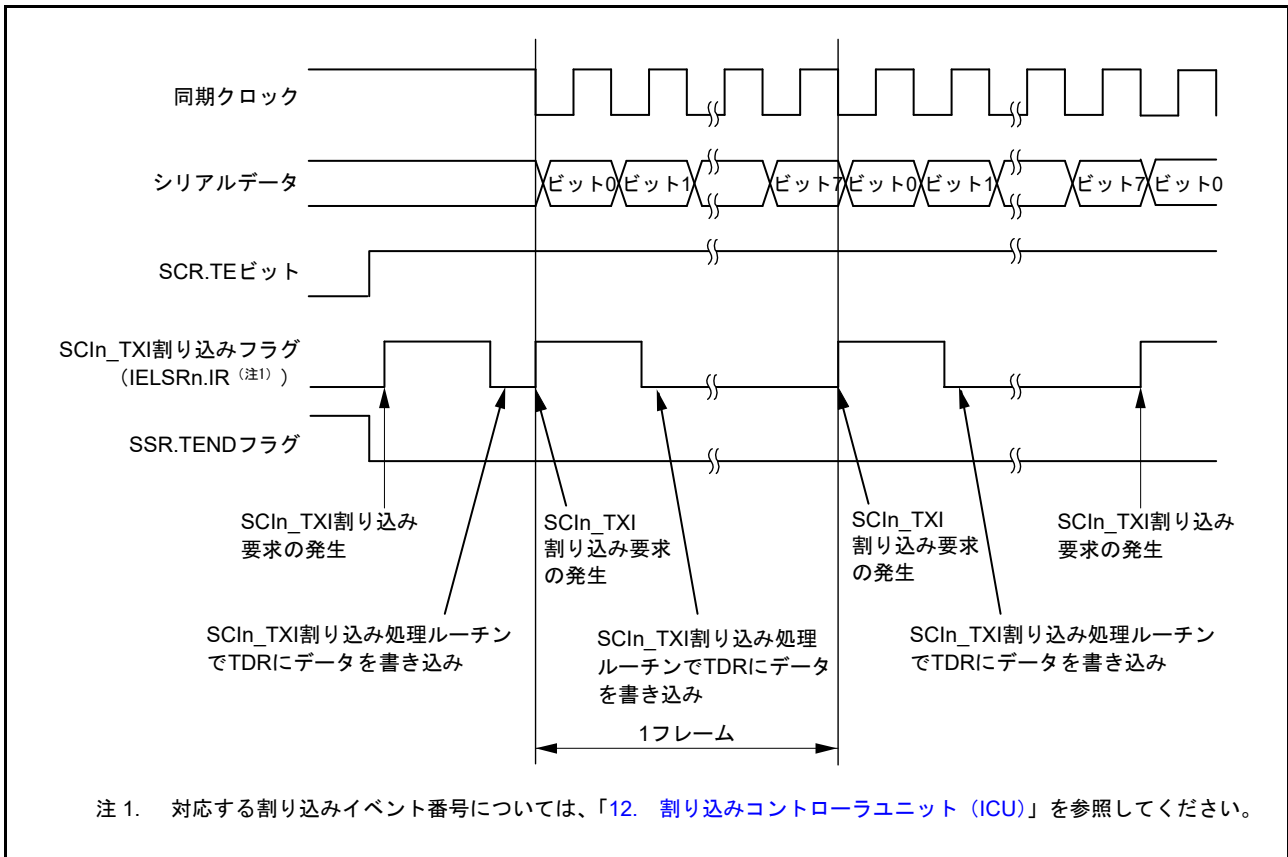 同期クロック
シリアルデータ
ビット0 ビット1 ビット7 ビット0 ビット1 ビット7 ビット0
SCR.TEビット
SCIn_TXI割り込みフラグ
（IELSRn.IR（注1））
SSR.TENDフラグ
SCIn_TXI割り込み
要求の発生
SCIn_TXI
割り込み要求
の発生
SCIn_TXI
割り込み要求
の発生
SCIn_TXI割り込み
要求の発生
SCIn_TXI割り込み処理ルーチン
でTDRにデータを書き込み
SCIn_TXI割り込み処理
ルーチンでTDRにデータ
を書き込み
SCIn_TXI割り込み処理ルーチン
でTDRにデータを書き込み
1フレーム
注 1. 対応する割り込みイベント番号については、「12. 割り込みコントローラユニット（ICU）」を参照してください。